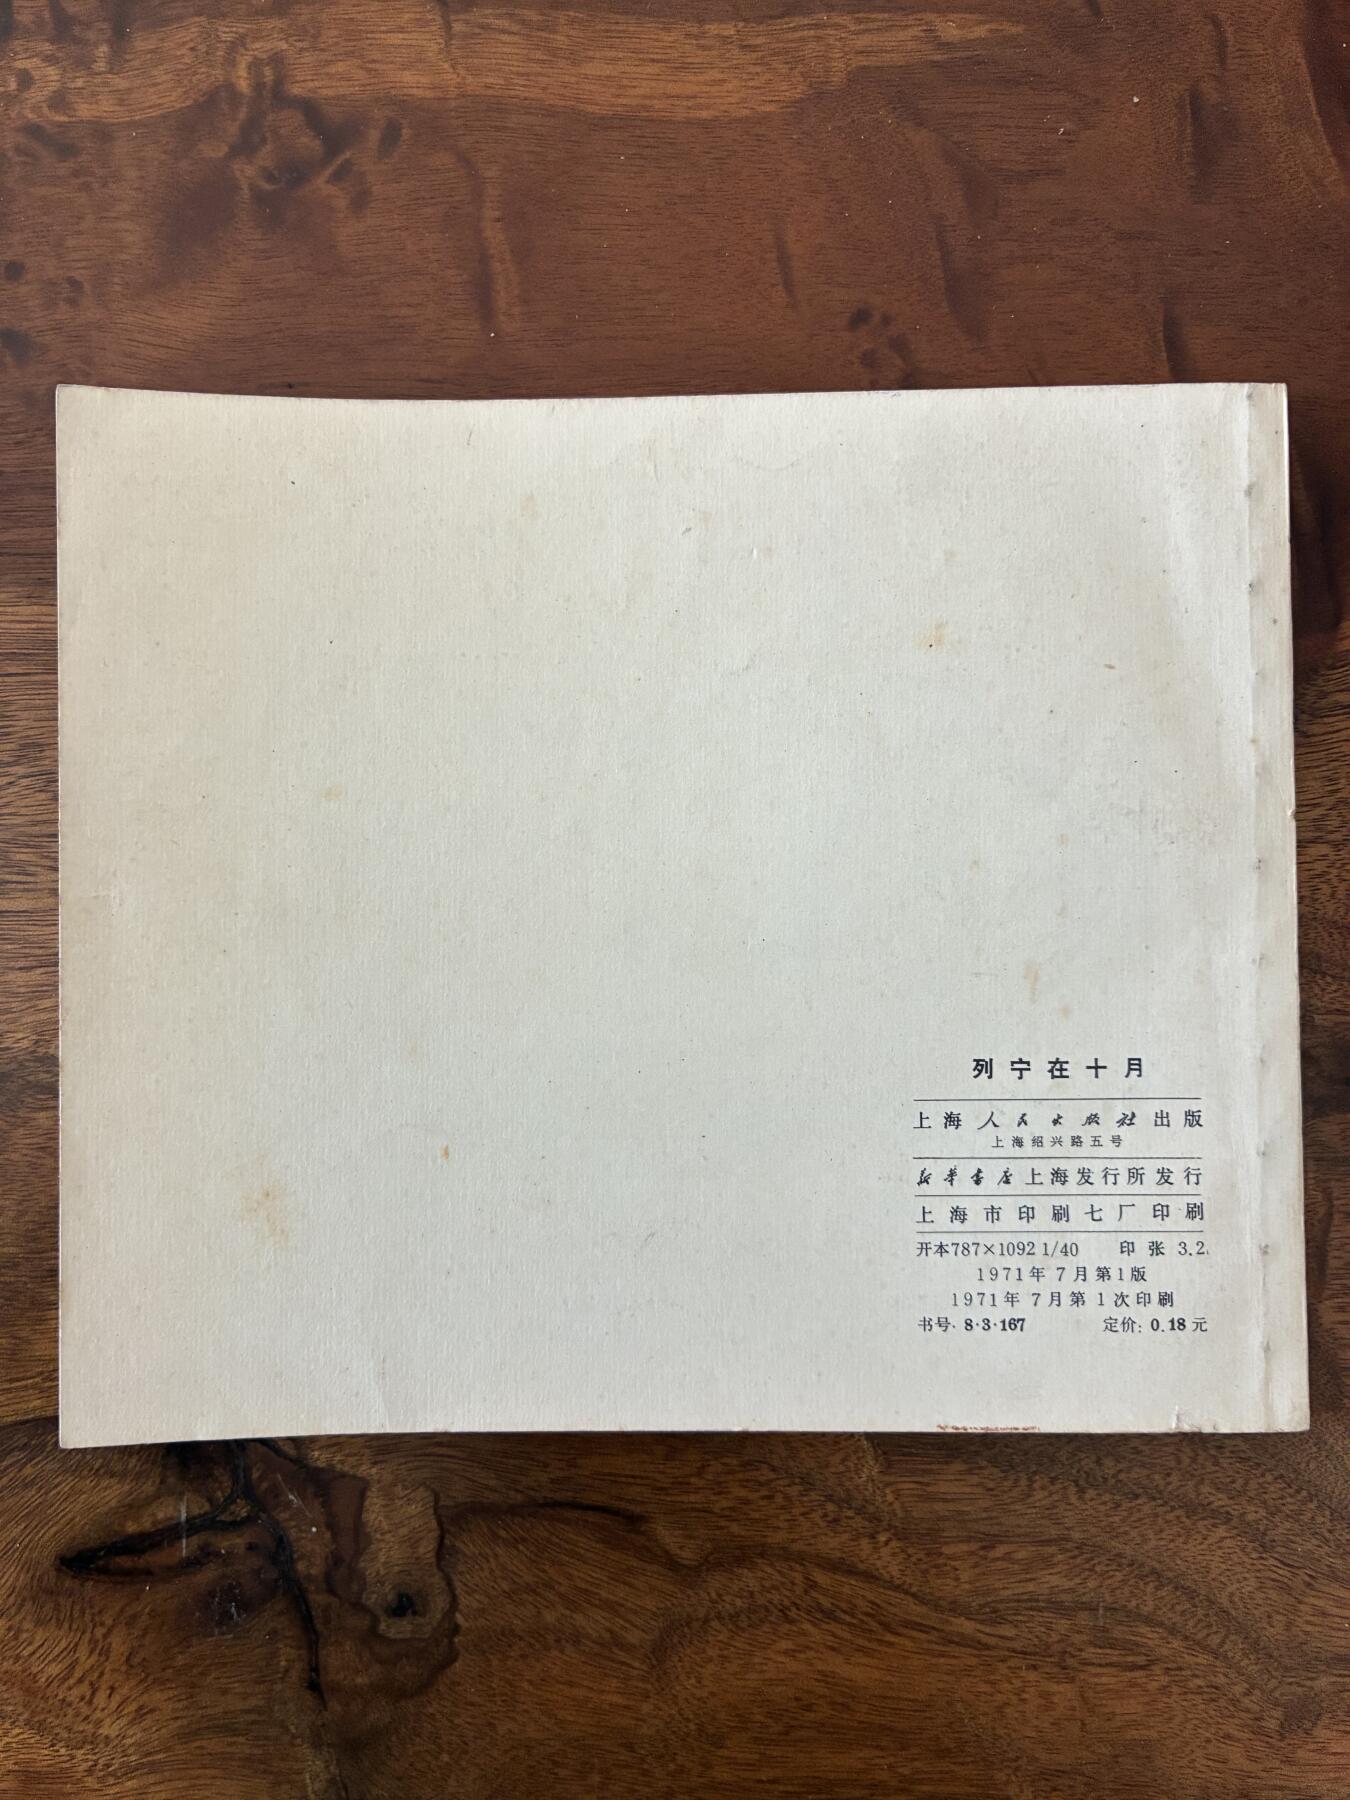 列宁在十月
上海人民出版社出版
上海绍兴路五号
新华书店上海发行所发行
上海市印刷七厂印刷
开本787×1092 1/40 印张 3.2
1971年7月第1版
1971年7月第1次印刷
书号·8·3·167 定价：0.18元